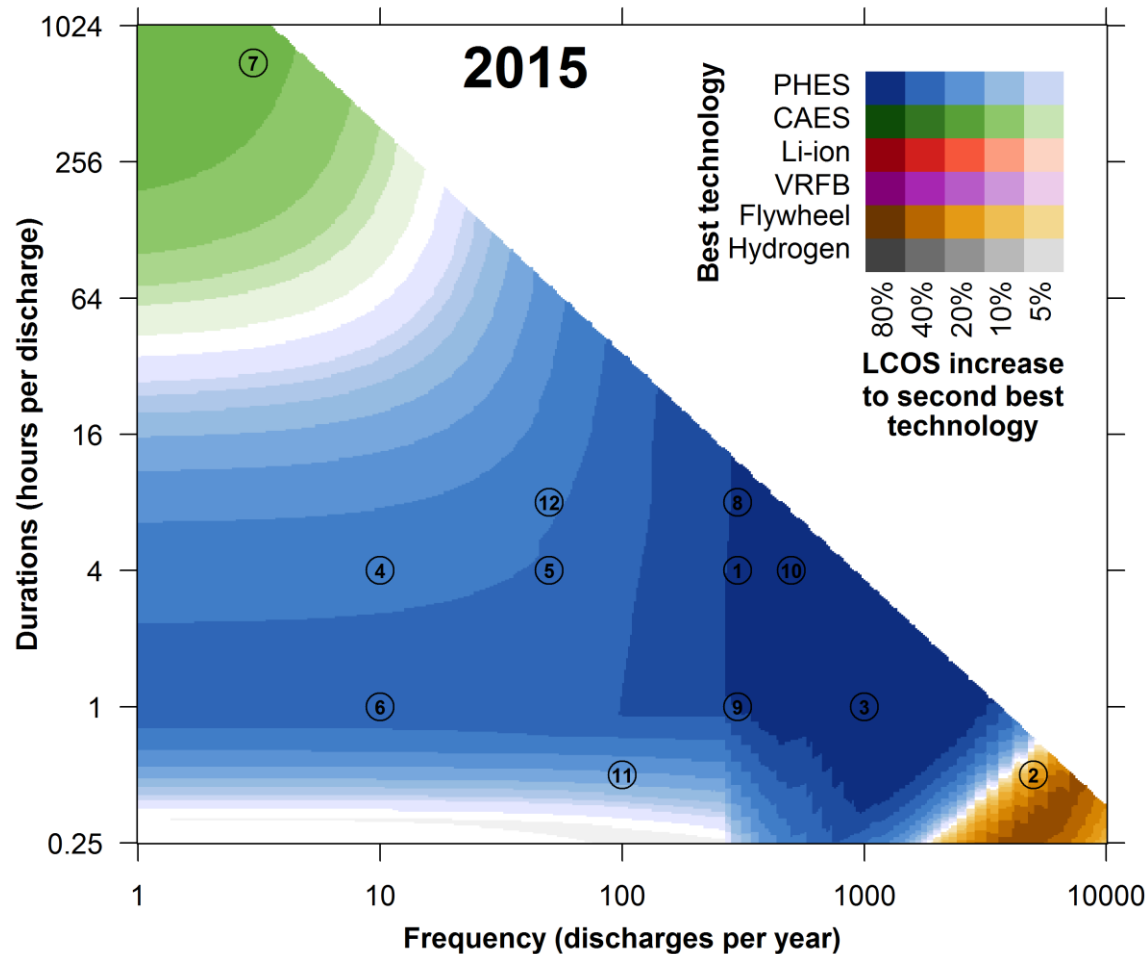 2015
1024
256
64
16
4
1
0.25
Durations (hours per discharge)
7
12
8
4
5
1
10
6
9
3
11
2
1
10
100
1000
10000
Frequency (discharges per year)
Best technology
PHES
CAES
Li-ion
VRFB
Flywheel
Hydrogen
80%
40%
20%
10%
5%
LCOS increase
to second best
technology